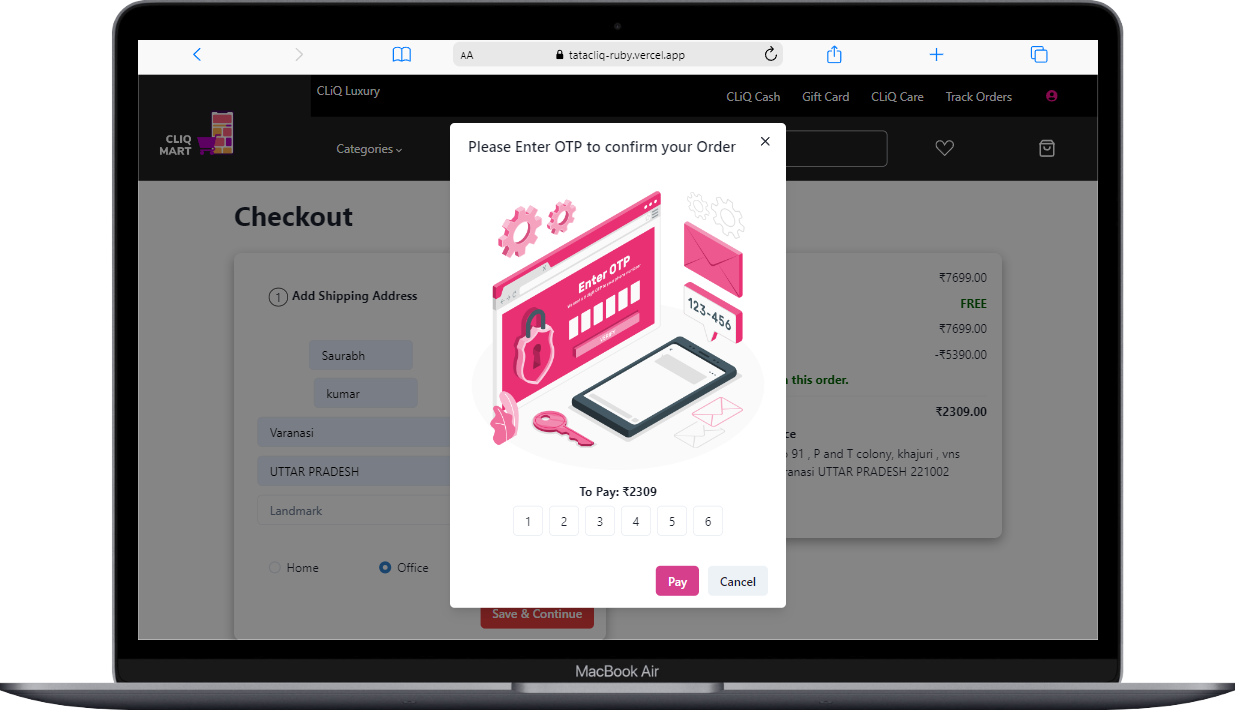 AA
tatacliq-ruby.vercel.app
CLiQ Luxury
CLiQ Cash
Gift Card
CLiQ Care
Track Orders
CLIQ
MART
Categories
Please Enter OTP to confirm your Order
Checkout
1 Add Shipping Address
Saurabh
kumar
Varanasi
UTTAR PRADESH
Landmark
Home
Office
Save & Continue
Enter OTP
VERIFY
123-456
To Pay: ₹2309
1 2 3 4 5 6
Pay
Cancel
₹7699.00
FREE
₹7699.00
-₹5390.00
this order.
₹2309.00
91 , P and T colony, khajuri , vns
UTTAR PRADESH 221002
MacBook Air